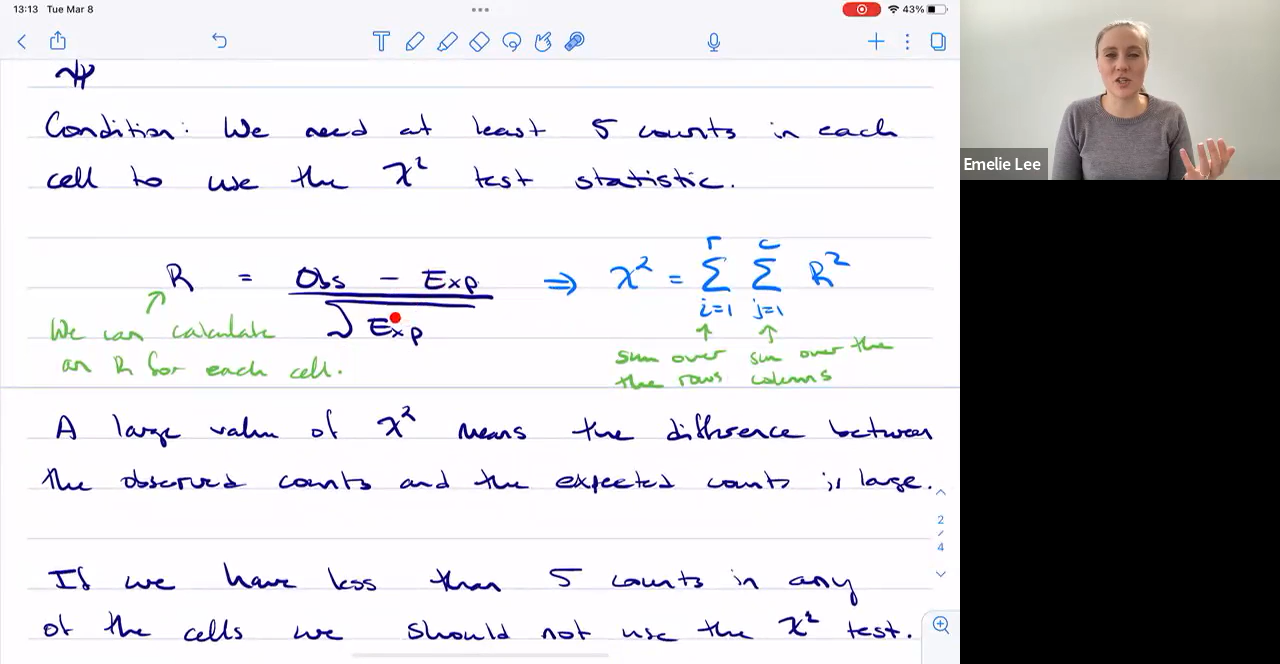 13:13 Tue Mar 8
43%
Condition: We need at least 5 counts in each
cell to use the χ² test statistic.
R = Obs - Exp / √Exp ⇒ χ² = Σ_{i=1}^{r} Σ_{j=1}^{c} R²
We can calculate
an R for each cell.
sum over
the rows
sum over the
columns
A large value of χ² means the difference between
the observed counts and the expected counts is large.
If we have less than 5 counts in any
of the cells we should not use the χ² test.
2
/
4
Emelie Lee